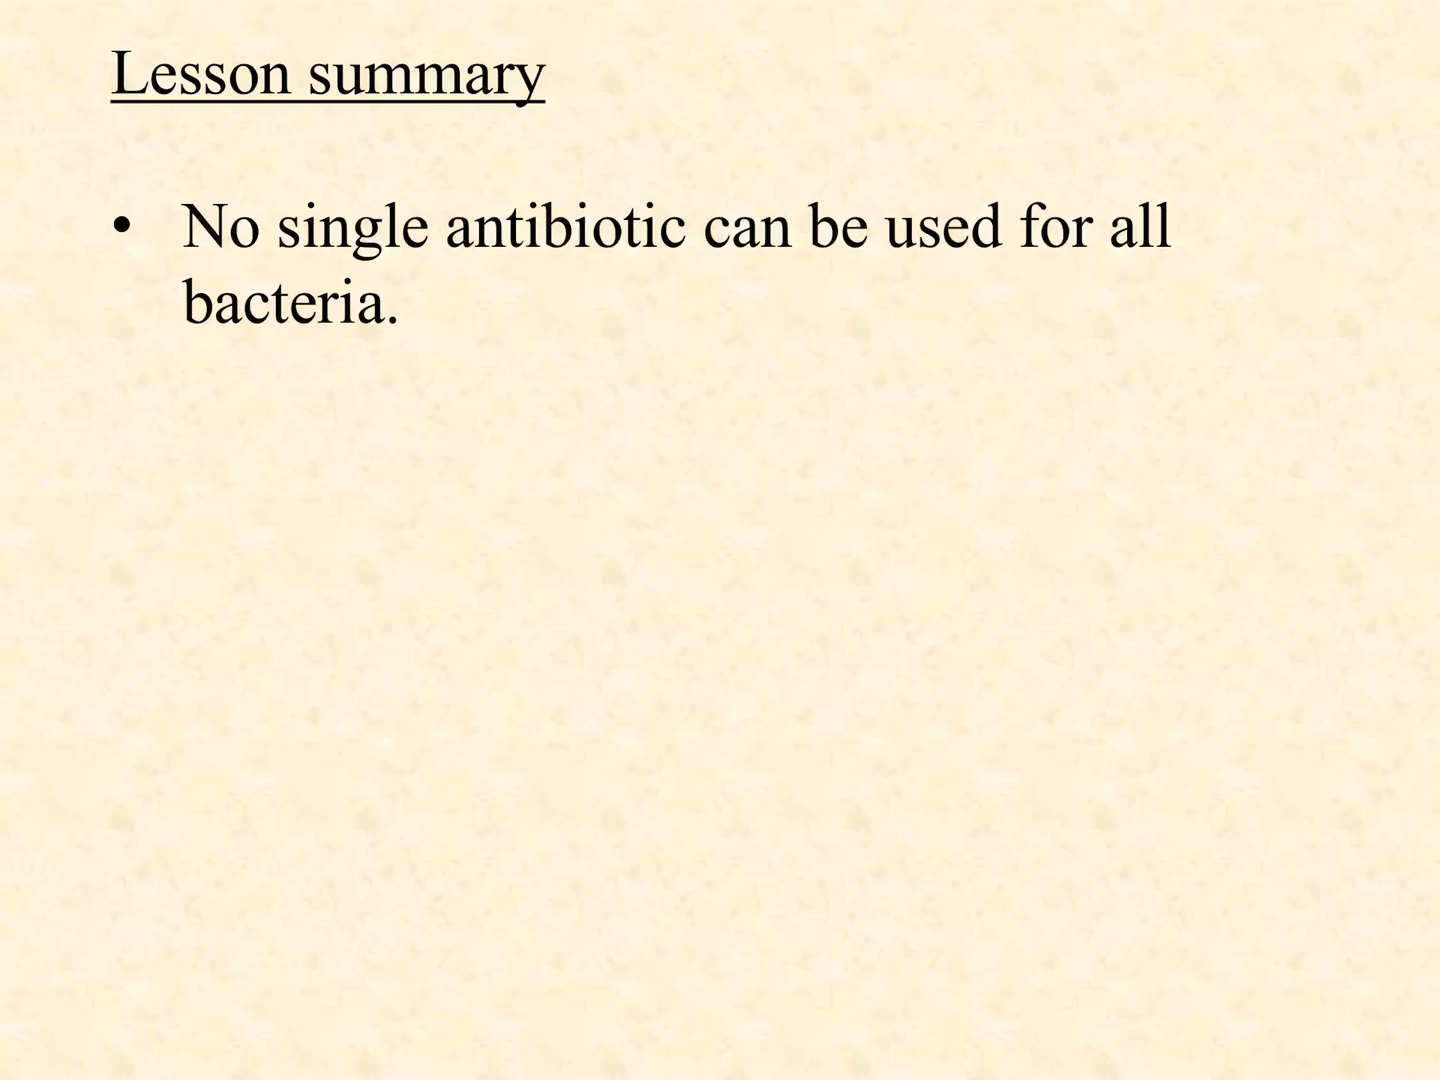 Lesson summary
• No single antibiotic can be used for all
bacteria.